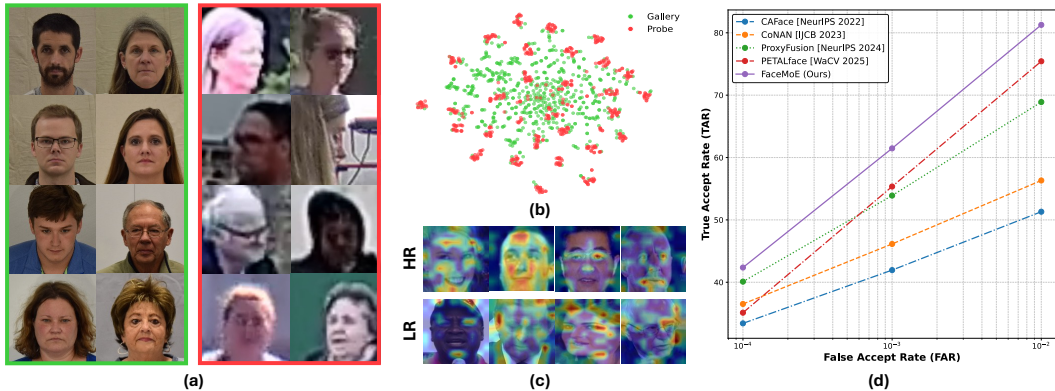 Gallery
Probe
(b)
HR
LR
(a)
(c)
CAFace [NeurIPS 2022]
CoNAN [IJCB 2023]
ProxyFusion [NeurIPS 2024]
PETALface [WaCV 2025]
FaceMoE (Ours)
True Accept Rate (TAR)
80
70
60
50
40
10⁻⁴
10⁻³
10⁻²
False Accept Rate (FAR)
(d)